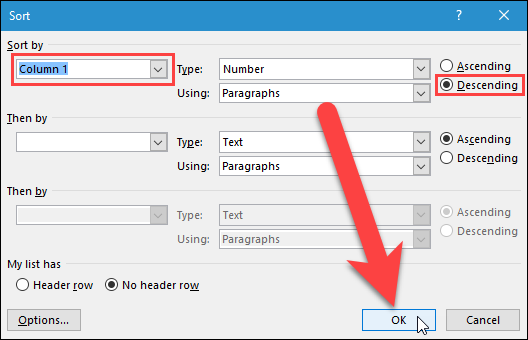 Sort ?
Sort by
Column 1 Type: Number Ascending
Using: Paragraphs Descending
Then by
Type: Text Ascending
Using: Paragraphs Descending
Then by
Type: Text Ascending
Using: Paragraphs Descending
My list has
Header row No header row
Options... OK Cancel